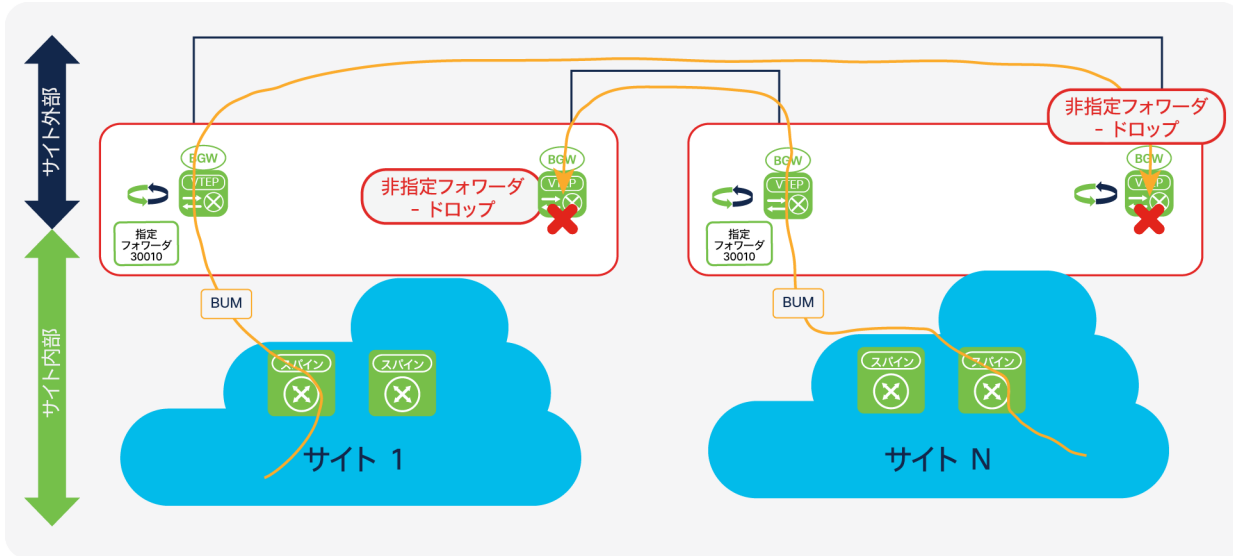 サイト外部
サイト内部
非指定フォワーダ
- ドロップ
BGW
VTEP
指定
フォワーダ
30010
非指定フォワーダ
- ドロップ
BGW
VTEP
BGW
VTEP
指定
フォワーダ
30010
BGW
VTEP
BUM
BUM
スパイン
スパイン
サイト 1
スパイン
スパイン
サイト N